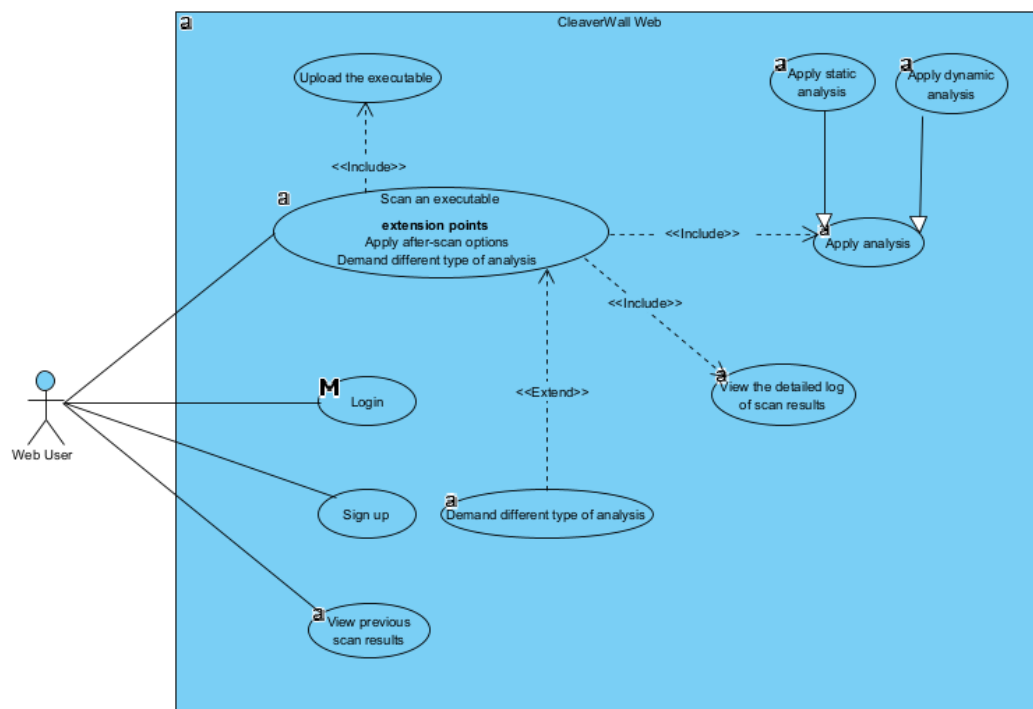 a
CleaverWall Web
Upload the executable
a
Apply static
analysis
a
Apply dynamic
analysis
<<Include>>
a
Scan an executable
extension points
Apply after-scan options
Demand different type of analysis
<<Include>>
a
Apply analysis
<<Include>>
a
View the detailed log
of scan results
<<Extend>>
M
Login
Web User
Sign up
a
Demand different type of analysis
a
View previous
scan results